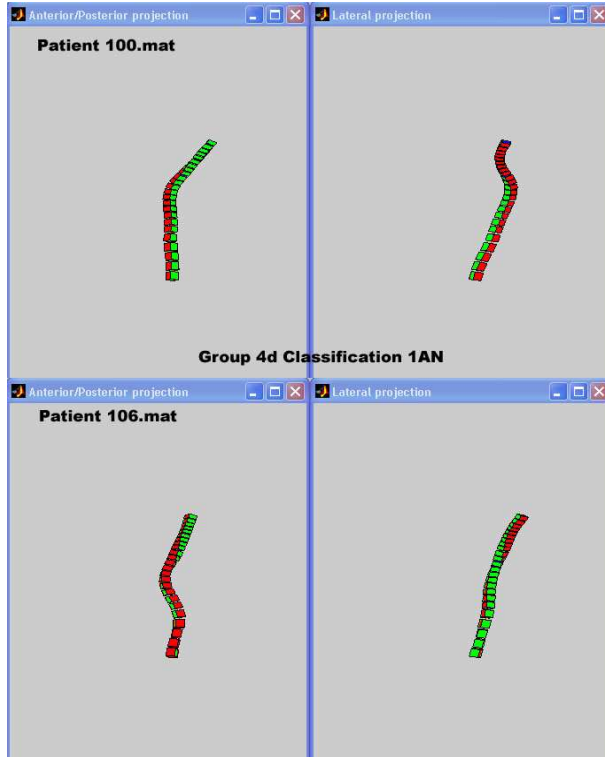 Anterior/Posterior projection
Lateral projection
Patient 100.mat
Group 4d Classification 1AN
Anterior/Posterior projection
Lateral projection
Patient 106.mat